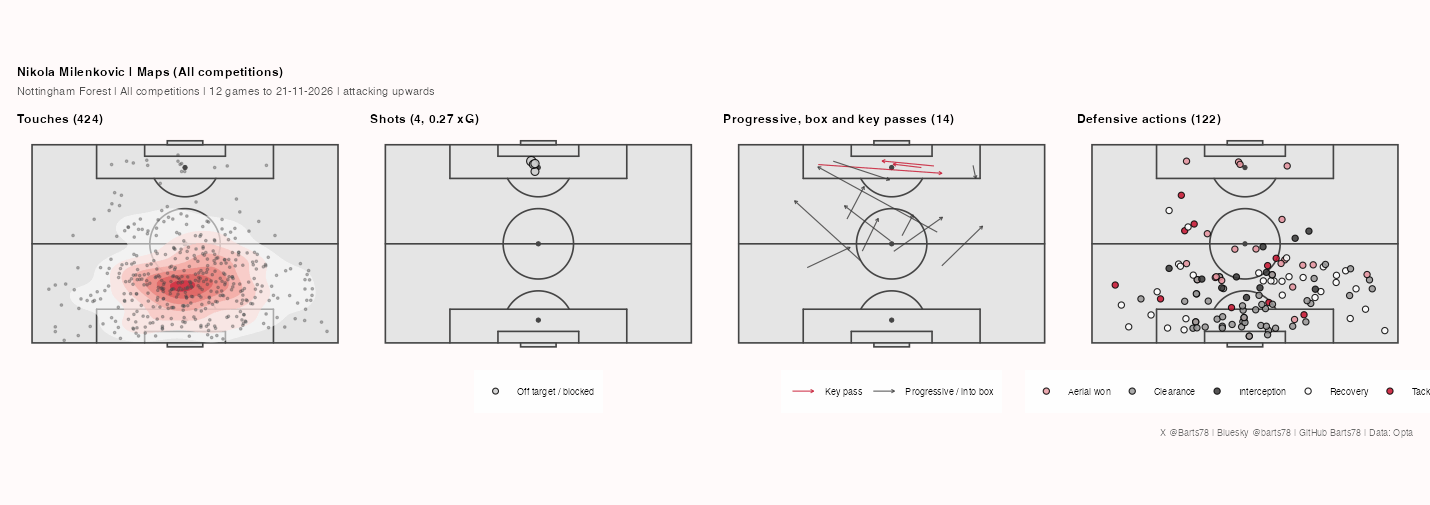 Nikola Milenkovic | Maps (All competitions)
Nottingham Forest | All competitions | 12 games to 21-11-2026 | attacking upwards
Touches (424)
Shots (4, 0.27 xG)
Progressive, box and key passes (14)
Defensive actions (122)
Off target / blocked
Key pass
Progressive / into box
Aerial won
Clearance
Interception
Recovery
Tack
X @Barts78 | Bluesky @barts78 | GitHub Barts78 | Data: Opta